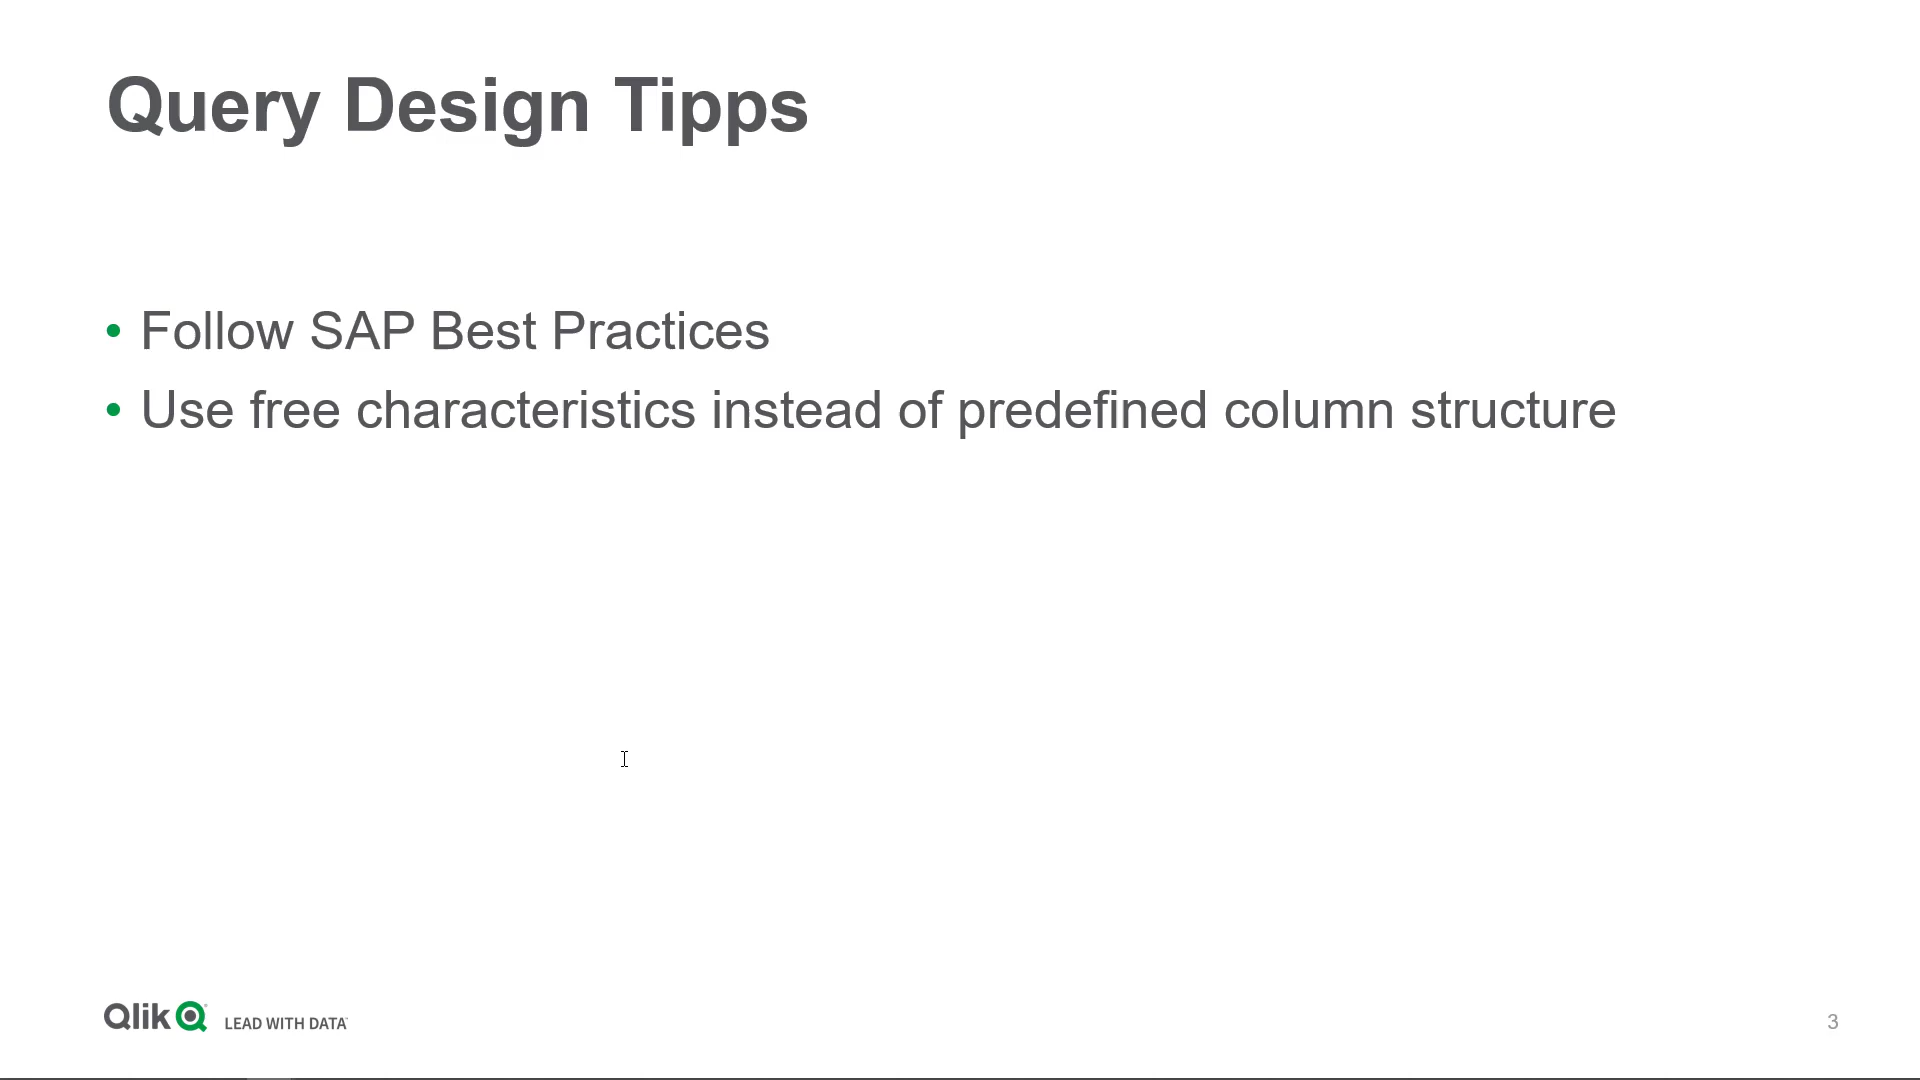 Query Design Tipps
• Follow SAP Best Practices
• Use free characteristics instead of predefined column structure
Qlik LEAD WITH DATA
3